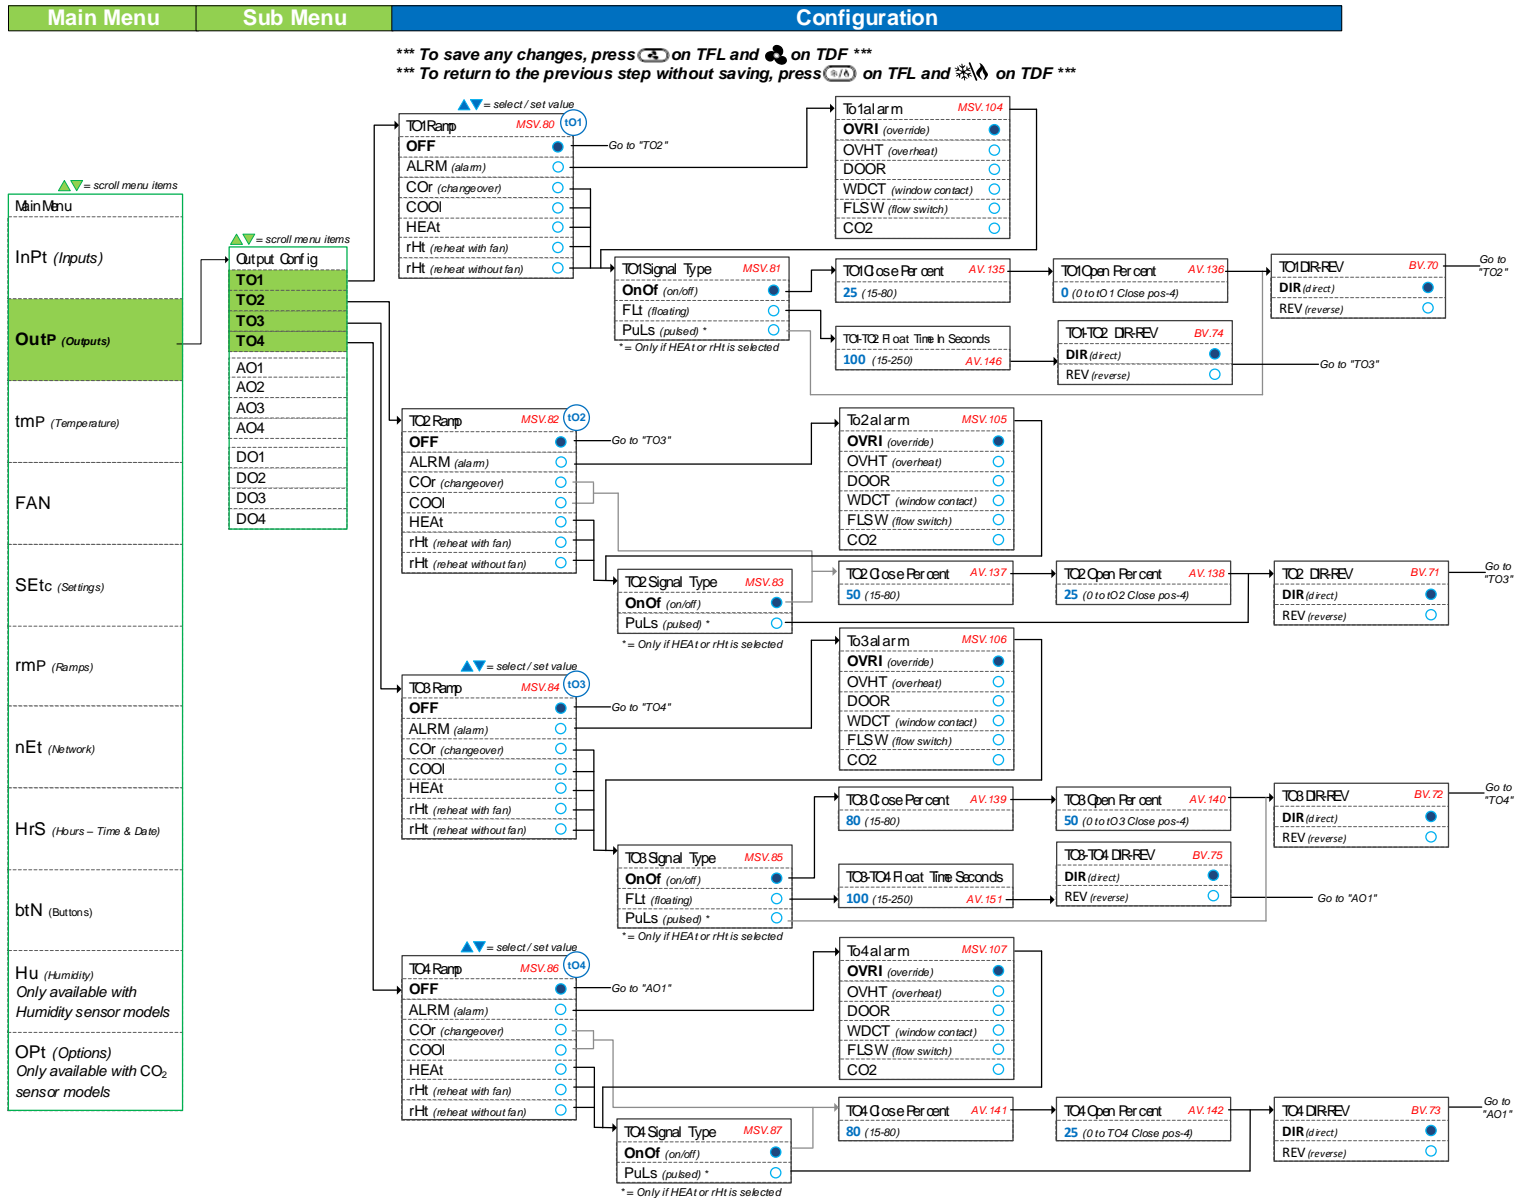 Main Menu
Sub Menu
Configuration
*** To save any changes, press on TFL and on TDF ***
*** To return to the previous step without saving, press on TFL and on TDF ***
▲▼= scroll menu items
Main Menu
InPt (Inputs)
OutP (Outputs)
tmP (Temperature)
FAN
SEtc (Settings)
rmP (Ramps)
nEt (Network)
HrS (Hours – Time & Date)
btN (Buttons)
Hu (Humidity)
Only available with
Humidity sensor models
OPt (Options)
Only available with CO₂
sensor models
▲▼= scroll menu items
Output Config
TO1
TO2
TO3
TO4
AO1
AO2
AO3
AO4
DO1
DO2
DO3
DO4
▲▼= select / set value
TO1 Ramp MSV.80 tO1
OFF
Go to "TO2"
ALRM (alarm)
COr (changeover)
COOl
HEAt
rHt (reheat with fan)
rHt (reheat without fan)
To1 alarm MSV.104
OVRI (override)
OVHT (overheat)
DOOR
WDCT (window contact)
FLSW (flow switch)
CO2
TO1 Signal Type MSV.81
OnOf (on/off)
FLt (floating)
PuLs (pulsed) *
* = Only if HEAt or rHt is selected
TO1 Close Percent AV.135
25 (15-80)
TO1 Open Percent AV.136
0 (0 to tO1 Close pos-4)
TO1 DIR-REV BV.70
DIR (direct)
REV (reverse)
Go to
"TO2"
TO1-TO2 Float Time In Seconds
100 (15-250) AV.146
TO1-TO2 DIR-REV BV.74
DIR (direct)
REV (reverse)
Go to "TO3"
TO2 Ramp MSV.82 tO2
OFF
Go to "TO3"
ALRM (alarm)
COr (changeover)
COOl
HEAt
rHt (reheat with fan)
rHt (reheat without fan)
To2 alarm MSV.105
OVRI (override)
OVHT (overheat)
DOOR
WDCT (window contact)
FLSW (flow switch)
CO2
TO2 Signal Type MSV.83
OnOf (on/off)
PuLs (pulsed) *
* = Only if HEAt or rHt is selected
TO2 Close Percent AV.137
50 (15-80)
TO2 Open Percent AV.138
25 (0 to tO2 Close pos-4)
TO2 DIR-REV BV.71
DIR (direct)
REV (reverse)
Go to
"TO3"
▲▼= select / set value
TO3 Ramp MSV.84 tO3
OFF
Go to "TO4"
ALRM (alarm)
COr (changeover)
COOl
HEAt
rHt (reheat with fan)
rHt (reheat without fan)
To3 alarm MSV.106
OVRI (override)
OVHT (overheat)
DOOR
WDCT (window contact)
FLSW (flow switch)
CO2
TO3 Signal Type MSV.85
OnOf (on/off)
FLt (floating)
PuLs (pulsed) *
* = Only if HEAt or rHt is selected
TO3 Close Percent AV.139
80 (15-80)
TO3 Open Percent AV.140
50 (0 to tO3 Close pos-4)
TO3 DIR-REV BV.72
DIR (direct)
REV (reverse)
Go to
"TO4"
TO3-TO4 Float Time Seconds
100 (15-250) AV.151
TO3-TO4 DIR-REV BV.75
DIR (direct)
REV (reverse)
Go to "AO1"
▲▼= select / set value
TO4 Ramp MSV.86 tO4
OFF
Go to "AO1"
ALRM (alarm)
COr (changeover)
COOl
HEAt
rHt (reheat with fan)
rHt (reheat without fan)
To4 alarm MSV.107
OVRI (override)
OVHT (overheat)
DOOR
WDCT (window contact)
FLSW (flow switch)
CO2
TO4 Signal Type MSV.87
OnOf (on/off)
PuLs (pulsed) *
* = Only if HEAt or rHt is selected
TO4 Close Percent AV.141
80 (15-80)
TO4 Open Percent AV.142
25 (0 to TO4 Close pos-4)
TO4 DIR-REV BV.73
DIR (direct)
REV (reverse)
Go to
"AO1"